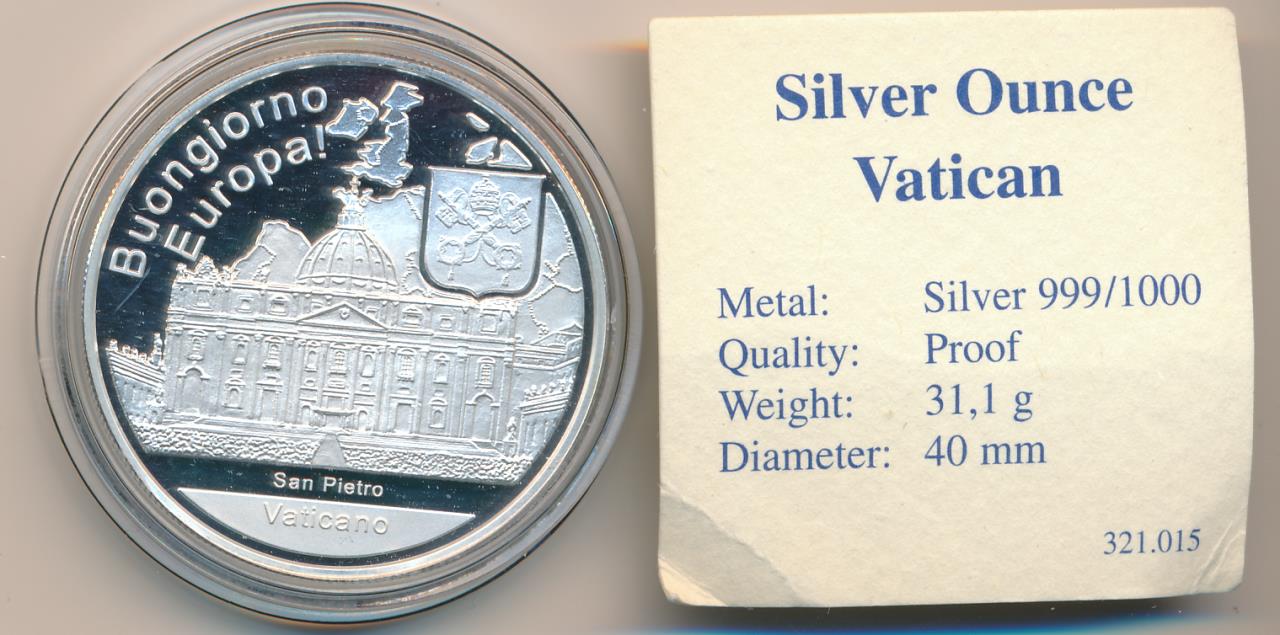 Buongiorno
Europa!
San Pietro
Vaticano
Silver Ounce
Vatican
Metal: Silver 999/1000
Quality: Proof
Weight: 31,1 g
Diameter: 40 mm
321.015